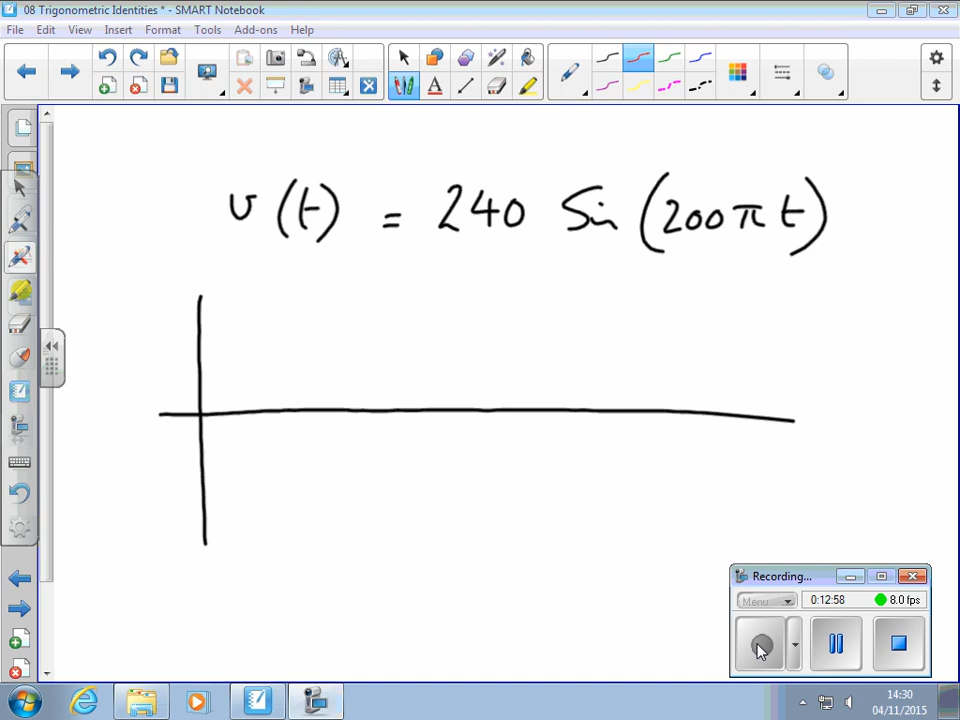 08 Trigonometric Identities * - SMART Notebook
File Edit View Insert Format Tools Add-ons Help
v(t) = 240 Sin(200πt)
Recording...
Menu 0:12:58 8.0 fps
14:30
04/11/2015